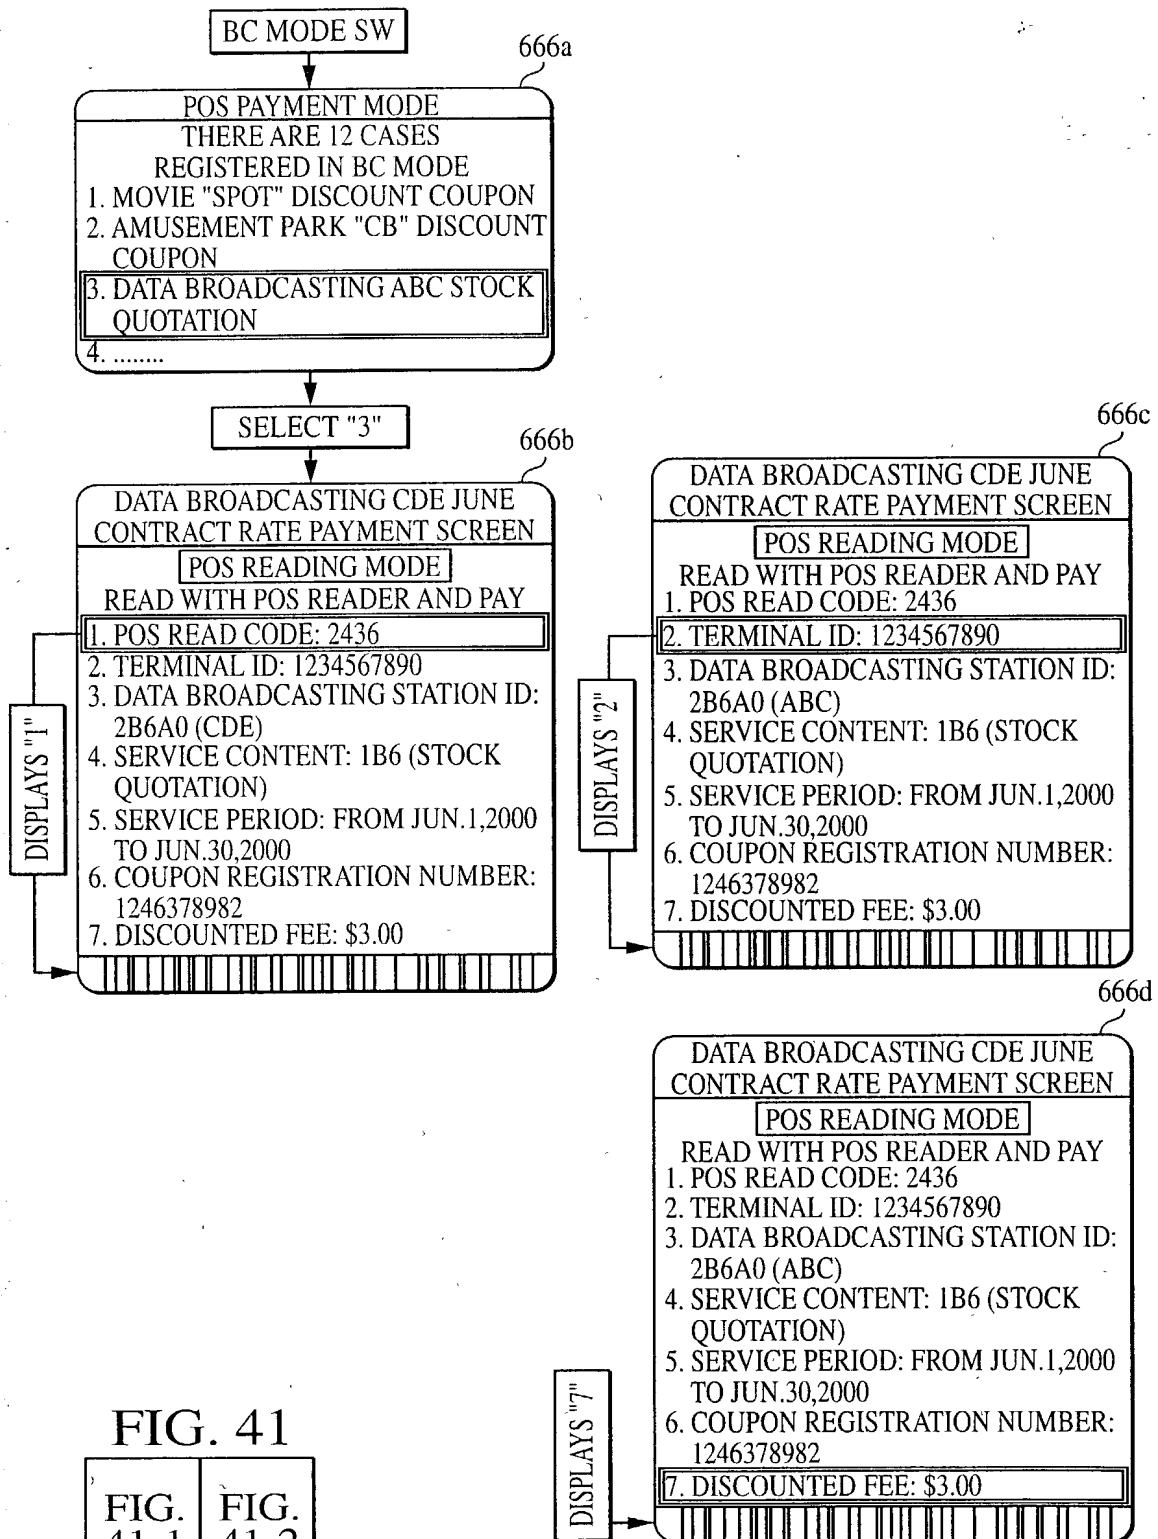 BC MODE SW
666a
POS PAYMENT MODE
THERE ARE 12 CASES
REGISTERED IN BC MODE
1. MOVIE "SPOT" DISCOUNT COUPON
2. AMUSEMENT PARK "CB" DISCOUNT
COUPON
3. DATA BROADCASTING ABC STOCK
QUOTATION
4. ........
SELECT "3"
666b
DATA BROADCASTING CDE JUNE
CONTRACT RATE PAYMENT SCREEN
POS READING MODE
READ WITH POS READER AND PAY
1. POS READ CODE: 2436
2. TERMINAL ID: 1234567890
3. DATA BROADCASTING STATION ID:
2B6A0 (CDE)
4. SERVICE CONTENT: 1B6 (STOCK
QUOTATION)
5. SERVICE PERIOD: FROM JUN.1,2000
TO JUN.30,2000
6. COUPON REGISTRATION NUMBER:
1246378982
7. DISCOUNTED FEE: $3.00
DISPLAYS "1"
666c
DATA BROADCASTING CDE JUNE
CONTRACT RATE PAYMENT SCREEN
POS READING MODE
READ WITH POS READER AND PAY
1. POS READ CODE: 2436
2. TERMINAL ID: 1234567890
3. DATA BROADCASTING STATION ID:
2B6A0 (ABC)
4. SERVICE CONTENT: 1B6 (STOCK
QUOTATION)
5. SERVICE PERIOD: FROM JUN.1,2000
TO JUN.30,2000
6. COUPON REGISTRATION NUMBER:
1246378982
7. DISCOUNTED FEE: $3.00
DISPLAYS "2"
666d
DATA BROADCASTING CDE JUNE
CONTRACT RATE PAYMENT SCREEN
POS READING MODE
READ WITH POS READER AND PAY
1. POS READ CODE: 2436
2. TERMINAL ID: 1234567890
3. DATA BROADCASTING STATION ID:
2B6A0 (ABC)
4. SERVICE CONTENT: 1B6 (STOCK
QUOTATION)
5. SERVICE PERIOD: FROM JUN.1,2000
TO JUN.30,2000
6. COUPON REGISTRATION NUMBER:
1246378982
7. DISCOUNTED FEE: $3.00
DISPLAYS "7"
FIG. 41
FIG. FIG.
41-1 41-2